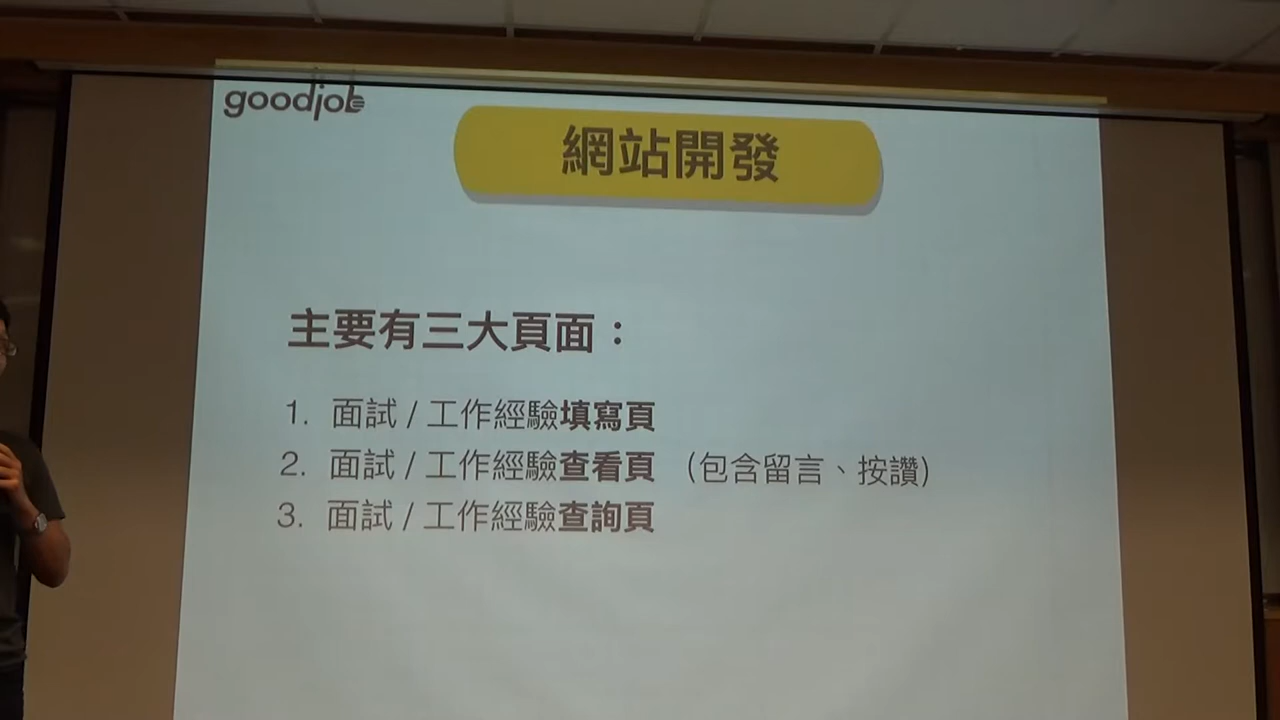 goodjob
網站開發
主要有三大頁面：
1. 面試 / 工作經驗填寫頁
2. 面試 / 工作經驗查看頁 （包含留言、按讚）
3. 面試 / 工作經驗查詢頁